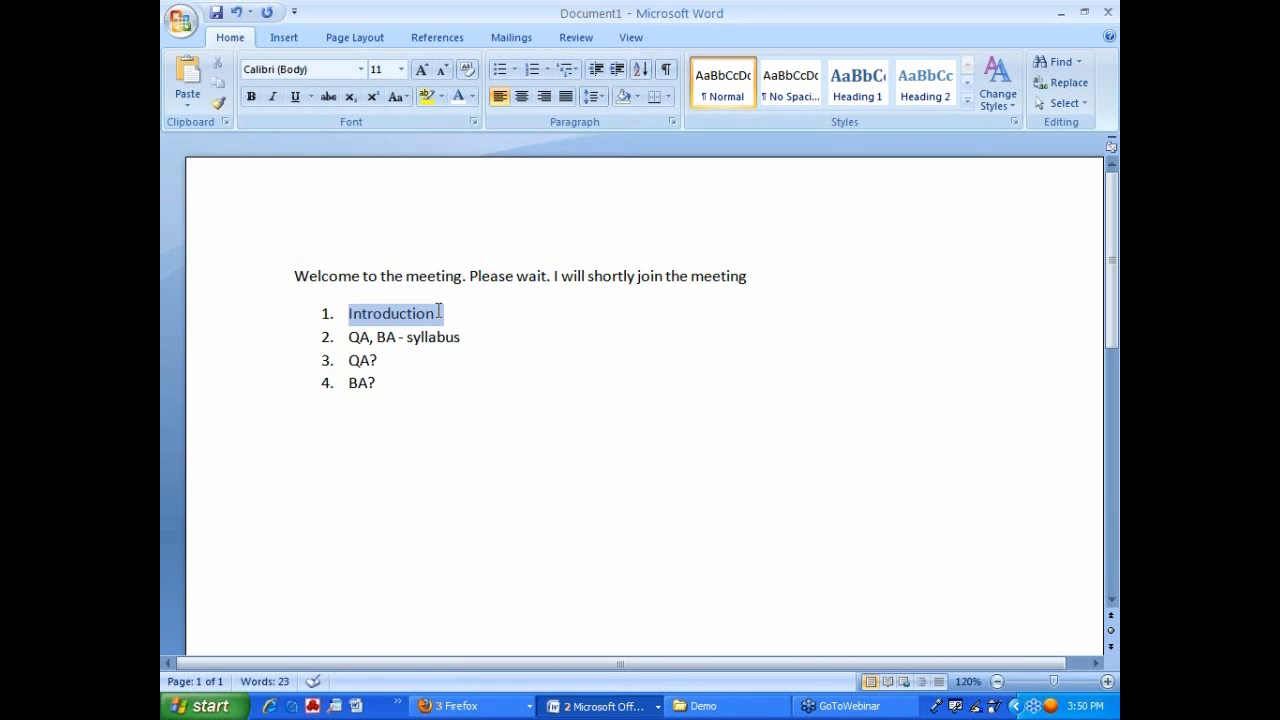 Document1 - Microsoft Word
Home Insert Page Layout References Mailings Review View
Calibri (Body) 11
AaBbCcDc AaBbCcDc AaBbC AaBbCc
Paste
¶ Normal ¶ No Spaci... Heading 1 Heading 2
Change Styles
Find
Replace
Select
Clipboard Font Paragraph Styles Editing
Welcome to the meeting. Please wait. I will shortly join the meeting
1. Introduction
2. QA, BA - syllabus
3. QA?
4. BA?
Page: 1 of 1 Words: 23 120%
start 3 Firefox 2 Microsoft Off... Demo GoToWebinar 3:50 PM